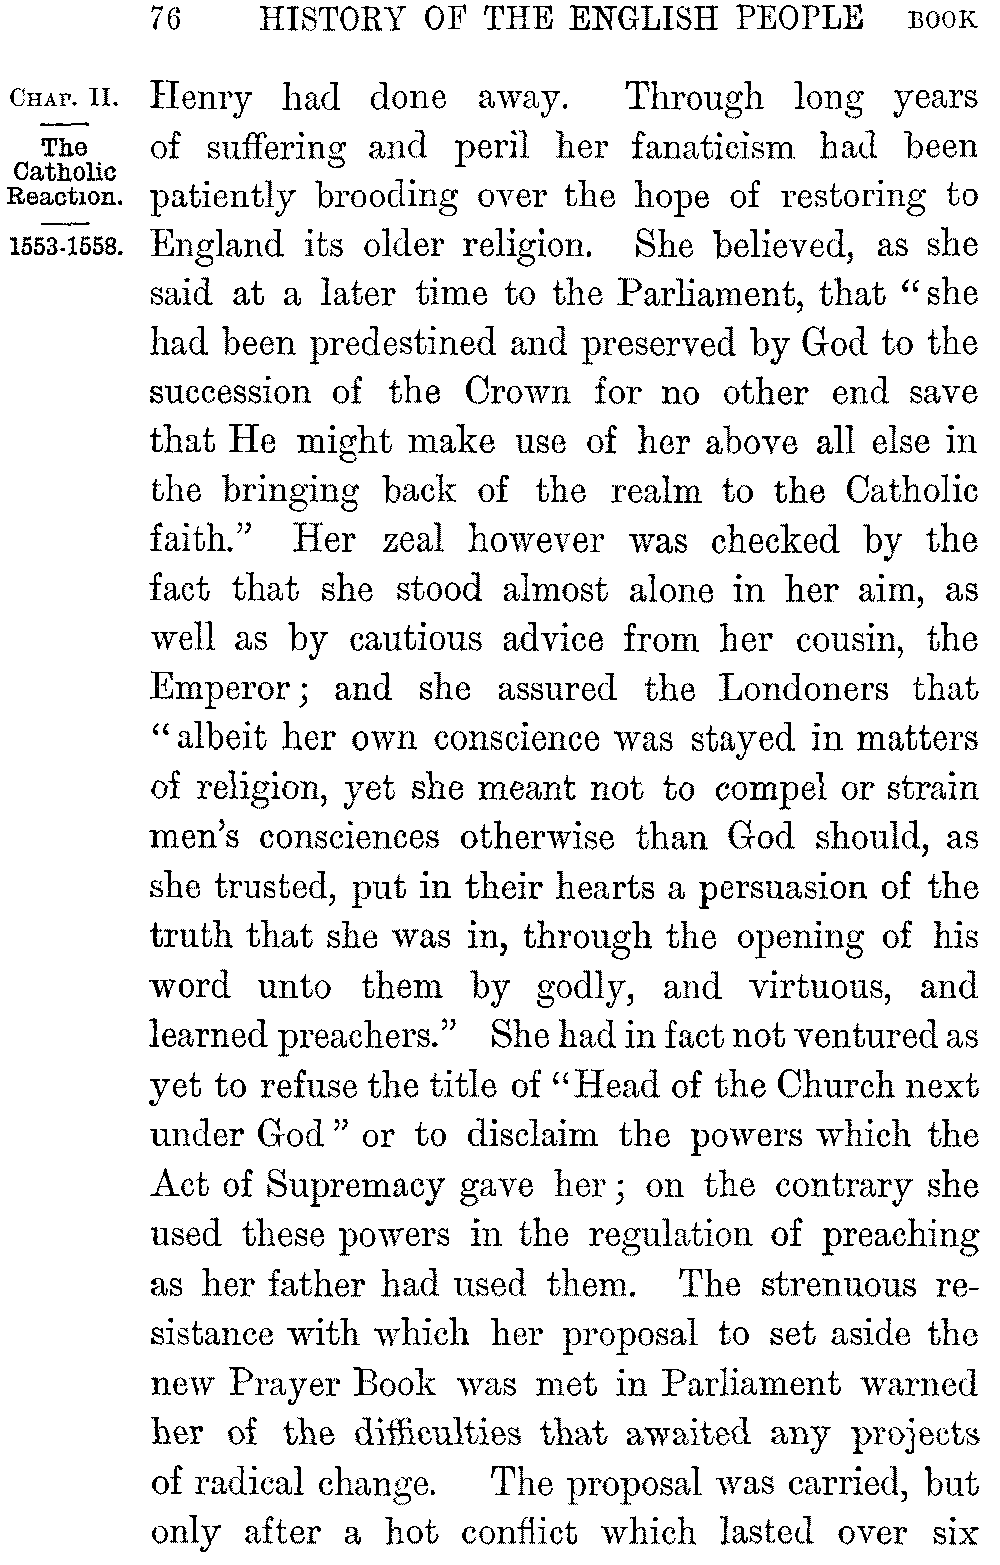 76 HISTORY OF THE ENGLISH PEOPLE BOOK
CHAP. II.
The
Catholic
Reaction.
1553-1558.
Henry had done away. Through long years
of suffering and peril her fanaticism had been
patiently brooding over the hope of restoring to
England its older religion. She believed, as she
said at a later time to the Parliament, that “she
had been predestined and preserved by God to the
succession of the Crown for no other end save
that He might make use of her above all else in
the bringing back of the realm to the Catholic
faith.” Her zeal however was checked by the
fact that she stood almost alone in her aim, as
well as by cautious advice from her cousin, the
Emperor; and she assured the Londoners that
“albeit her own conscience was stayed in matters
of religion, yet she meant not to compel or strain
men’s consciences otherwise than God should, as
she trusted, put in their hearts a persuasion of the
truth that she was in, through the opening of his
word unto them by godly, and virtuous, and
learned preachers.” She had in fact not ventured as
yet to refuse the title of “Head of the Church next
under God” or to disclaim the powers which the
Act of Supremacy gave her; on the contrary she
used these powers in the regulation of preaching
as her father had used them. The strenuous re-
sistance with which her proposal to set aside the
new Prayer Book was met in Parliament warned
her of the difficulties that awaited any projects
of radical change. The proposal was carried, but
only after a hot conflict which lasted over six